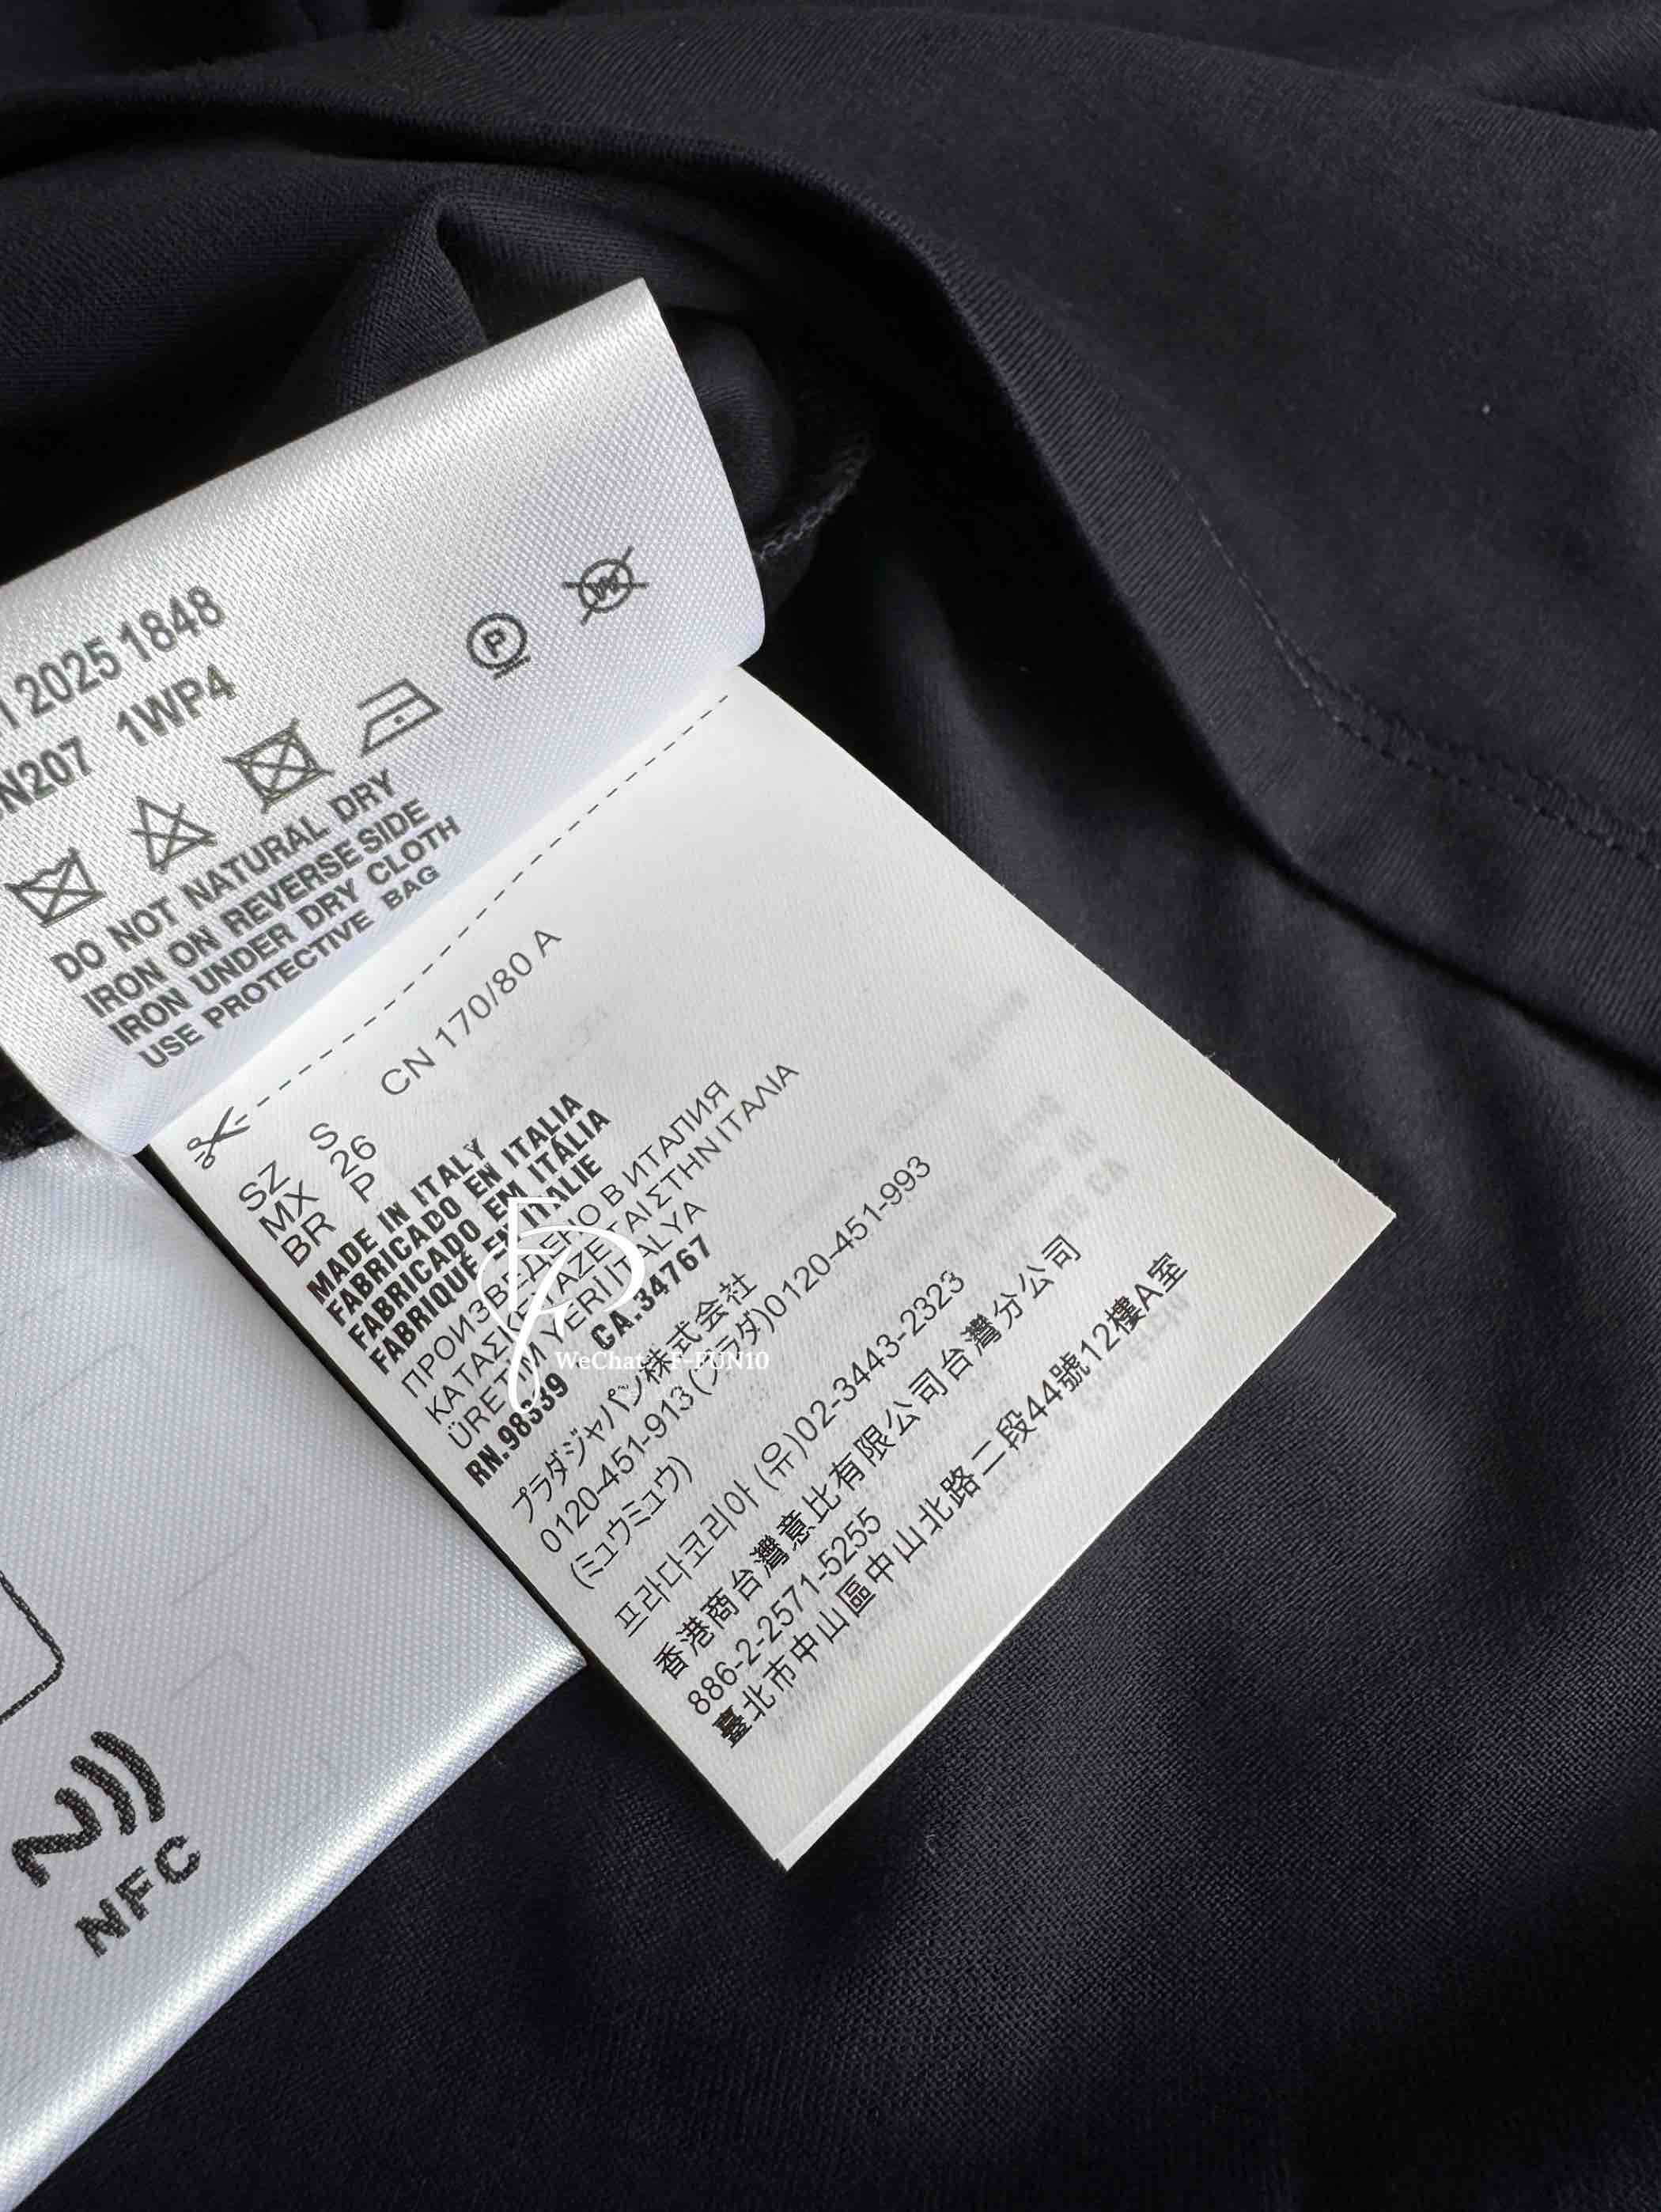 1 2025 1848
N207 1WP4
DO NOT NATURAL DRY
IRON ON REVERSE SIDE
IRON UNDER DRY CLOTH
USE PROTECTIVE BAG
CN 170/80 A
SZ S
MX 26
BR P
MADE IN ITALY
FABRICADO EN ITALIA
FABRICADO EM ITÁLIA
FABRIQUÉ EN ITALIE
ПРОИЗВЕДЕНО В ИТАЛИЯ
ΚΑΤΑΣΚΕΥΑΖΕΤΑΙ ΣΤΗΝ ΙΤΑΛΙΑ
ÜRETİM YERİ İTALYA
RN.98339 CA.34767
プラダジャパン株式会社
0120-451-913(プラダ)0120-451-993
(ミュウミュウ)
프라다코리아 (유)02-3443-2323
香港商台灣意比有限公司台灣分公司
886-2-2571-5255
臺北市中山區中山北路二段44號12樓A室
WeChat F-FUN10
NFC